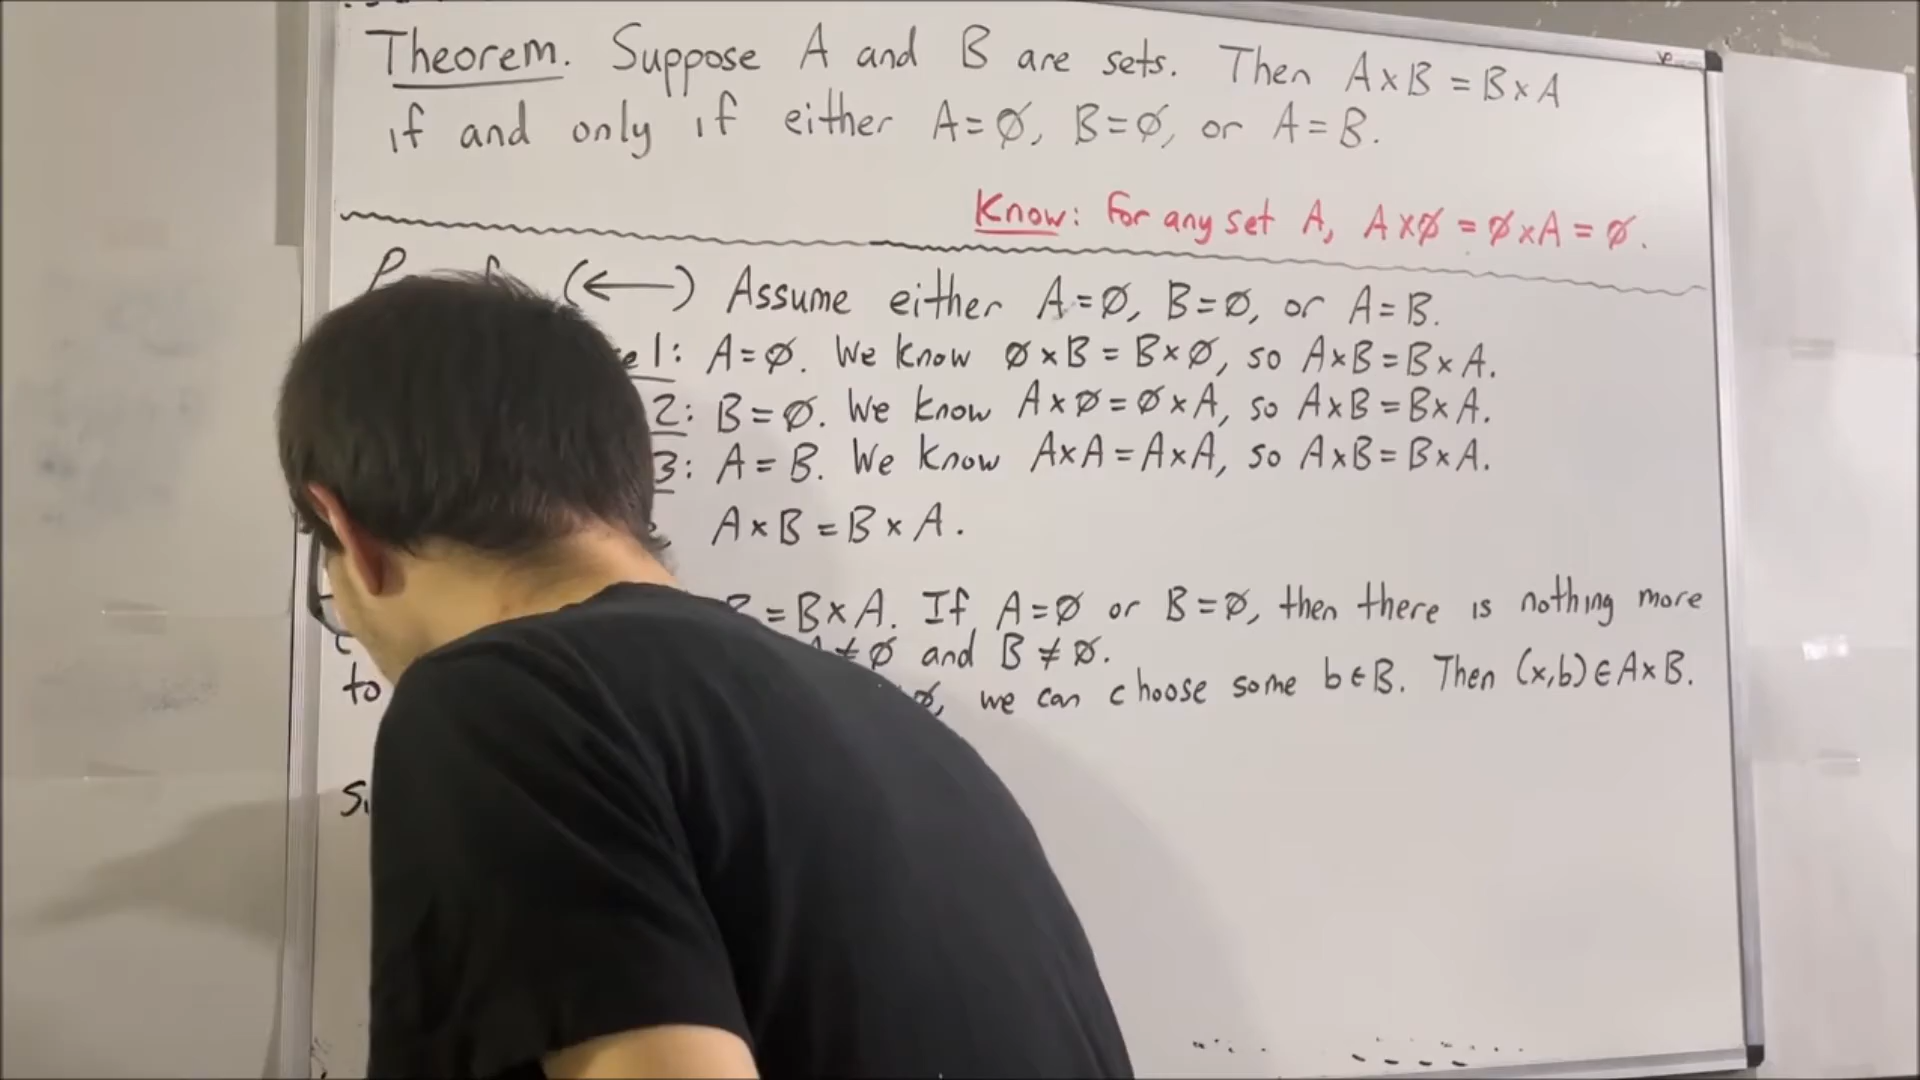 Theorem. Suppose A and B are sets. Then A×B = B×A
if and only if either A=∅, B=∅, or A=B.
Know: For any set A, A×∅ = ∅×A = ∅.
(←) Assume either A=∅, B=∅, or A=B.
1: A=∅. We know ∅×B = B×∅, so A×B = B×A.
2: B=∅. We know A×∅=∅×A, so A×B = B×A.
3: A=B. We know A×A=A×A, so A×B=B×A.
A×B = B×A.
=B×A. If A=∅ or B=∅, then there is nothing more
≠∅ and B≠∅.
to
∅, we can choose some b∈B. Then (x,b)∈A×B.